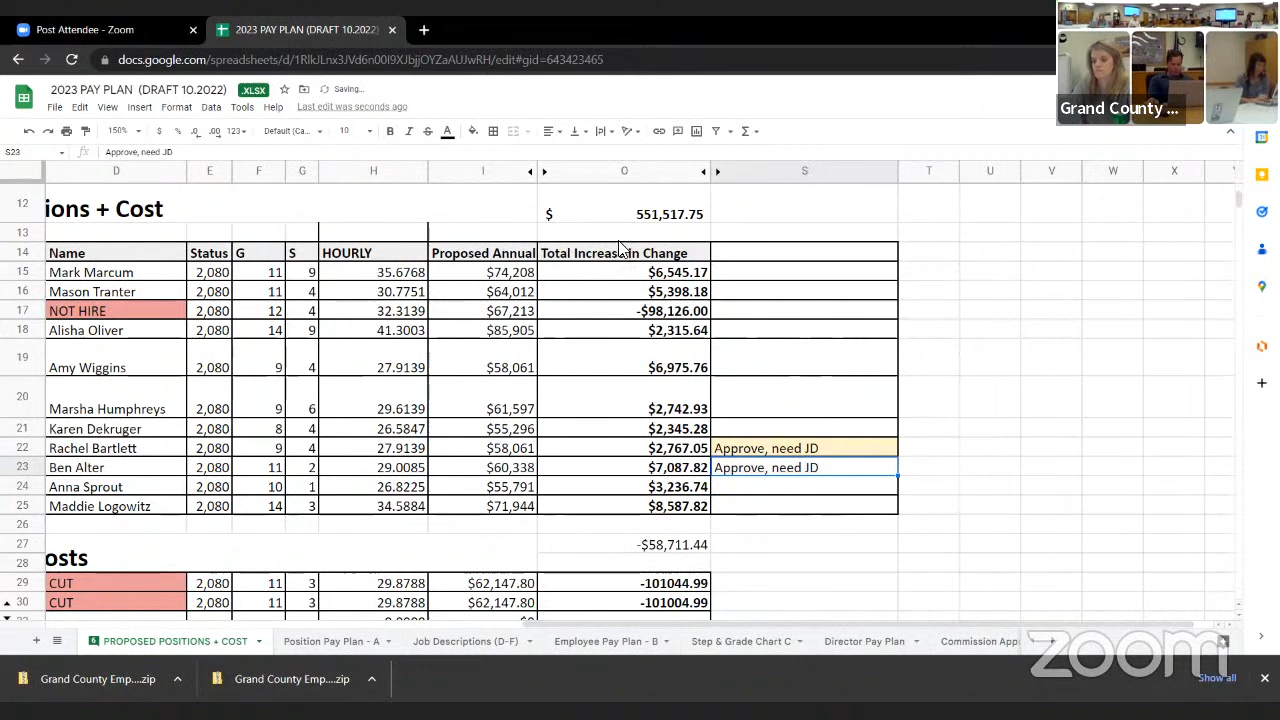 Post Attendee - Zoom
2023 PAY PLAN (DRAFT 10.2022)
docs.google.com/spreadsheets/d/1RlkJLnx3JVd6n00I9XJbjjOYZaAUJwRH/edit#gid=643423465
2023 PAY PLAN (DRAFT 10.2022) .XLSX Saving...
File Edit View Insert Format Data Tools Help Last edit was seconds ago
150% $ % .0 .00 123 Default (Ca... 10 B I S A
S23 fx Approve, need JD
Grand County ...
D E F G H I O S T U V W X
12 ions + Cost $ 551,517.75
13
14 Name Status G S HOURLY Proposed Annual Total Increase in Change
15 Mark Marcum 2,080 11 9 35.6768 $74,208 $6,545.17
16 Mason Tranter 2,080 11 4 30.7751 $64,012 $5,398.18
17 NOT HIRE 2,080 12 4 32.3139 $67,213 -$98,126.00
18 Alisha Oliver 2,080 14 9 41.3003 $85,905 $2,315.64
19 Amy Wiggins 2,080 9 4 27.9139 $58,061 $6,975.76
20 Marsha Humphreys 2,080 9 6 29.6139 $61,597 $2,742.93
21 Karen Dekruger 2,080 8 4 26.5847 $55,296 $2,345.28
22 Rachel Bartlett 2,080 9 4 27.9139 $58,061 $2,767.05 Approve, need JD
23 Ben Alter 2,080 11 2 29.0085 $60,338 $7,087.82 Approve, need JD
24 Anna Sprout 2,080 10 1 26.8225 $55,791 $3,236.74
25 Maddie Logowitz 2,080 14 3 34.5884 $71,944 $8,587.82
26
27 -$58,711.44
28 osts
29 CUT 2,080 11 3 29.8788 $62,147.80 -101044.99
30 CUT 2,080 11 3 29.8788 $62,147.80 -101004.99
PROPOSED POSITIONS + COST Position Pay Plan - A Job Descriptions (D-F) Employee Pay Plan - B Step & Grade Chart C Director Pay Plan Commission App
zoom
Grand County Emp....zip Grand County Emp....zip Show all